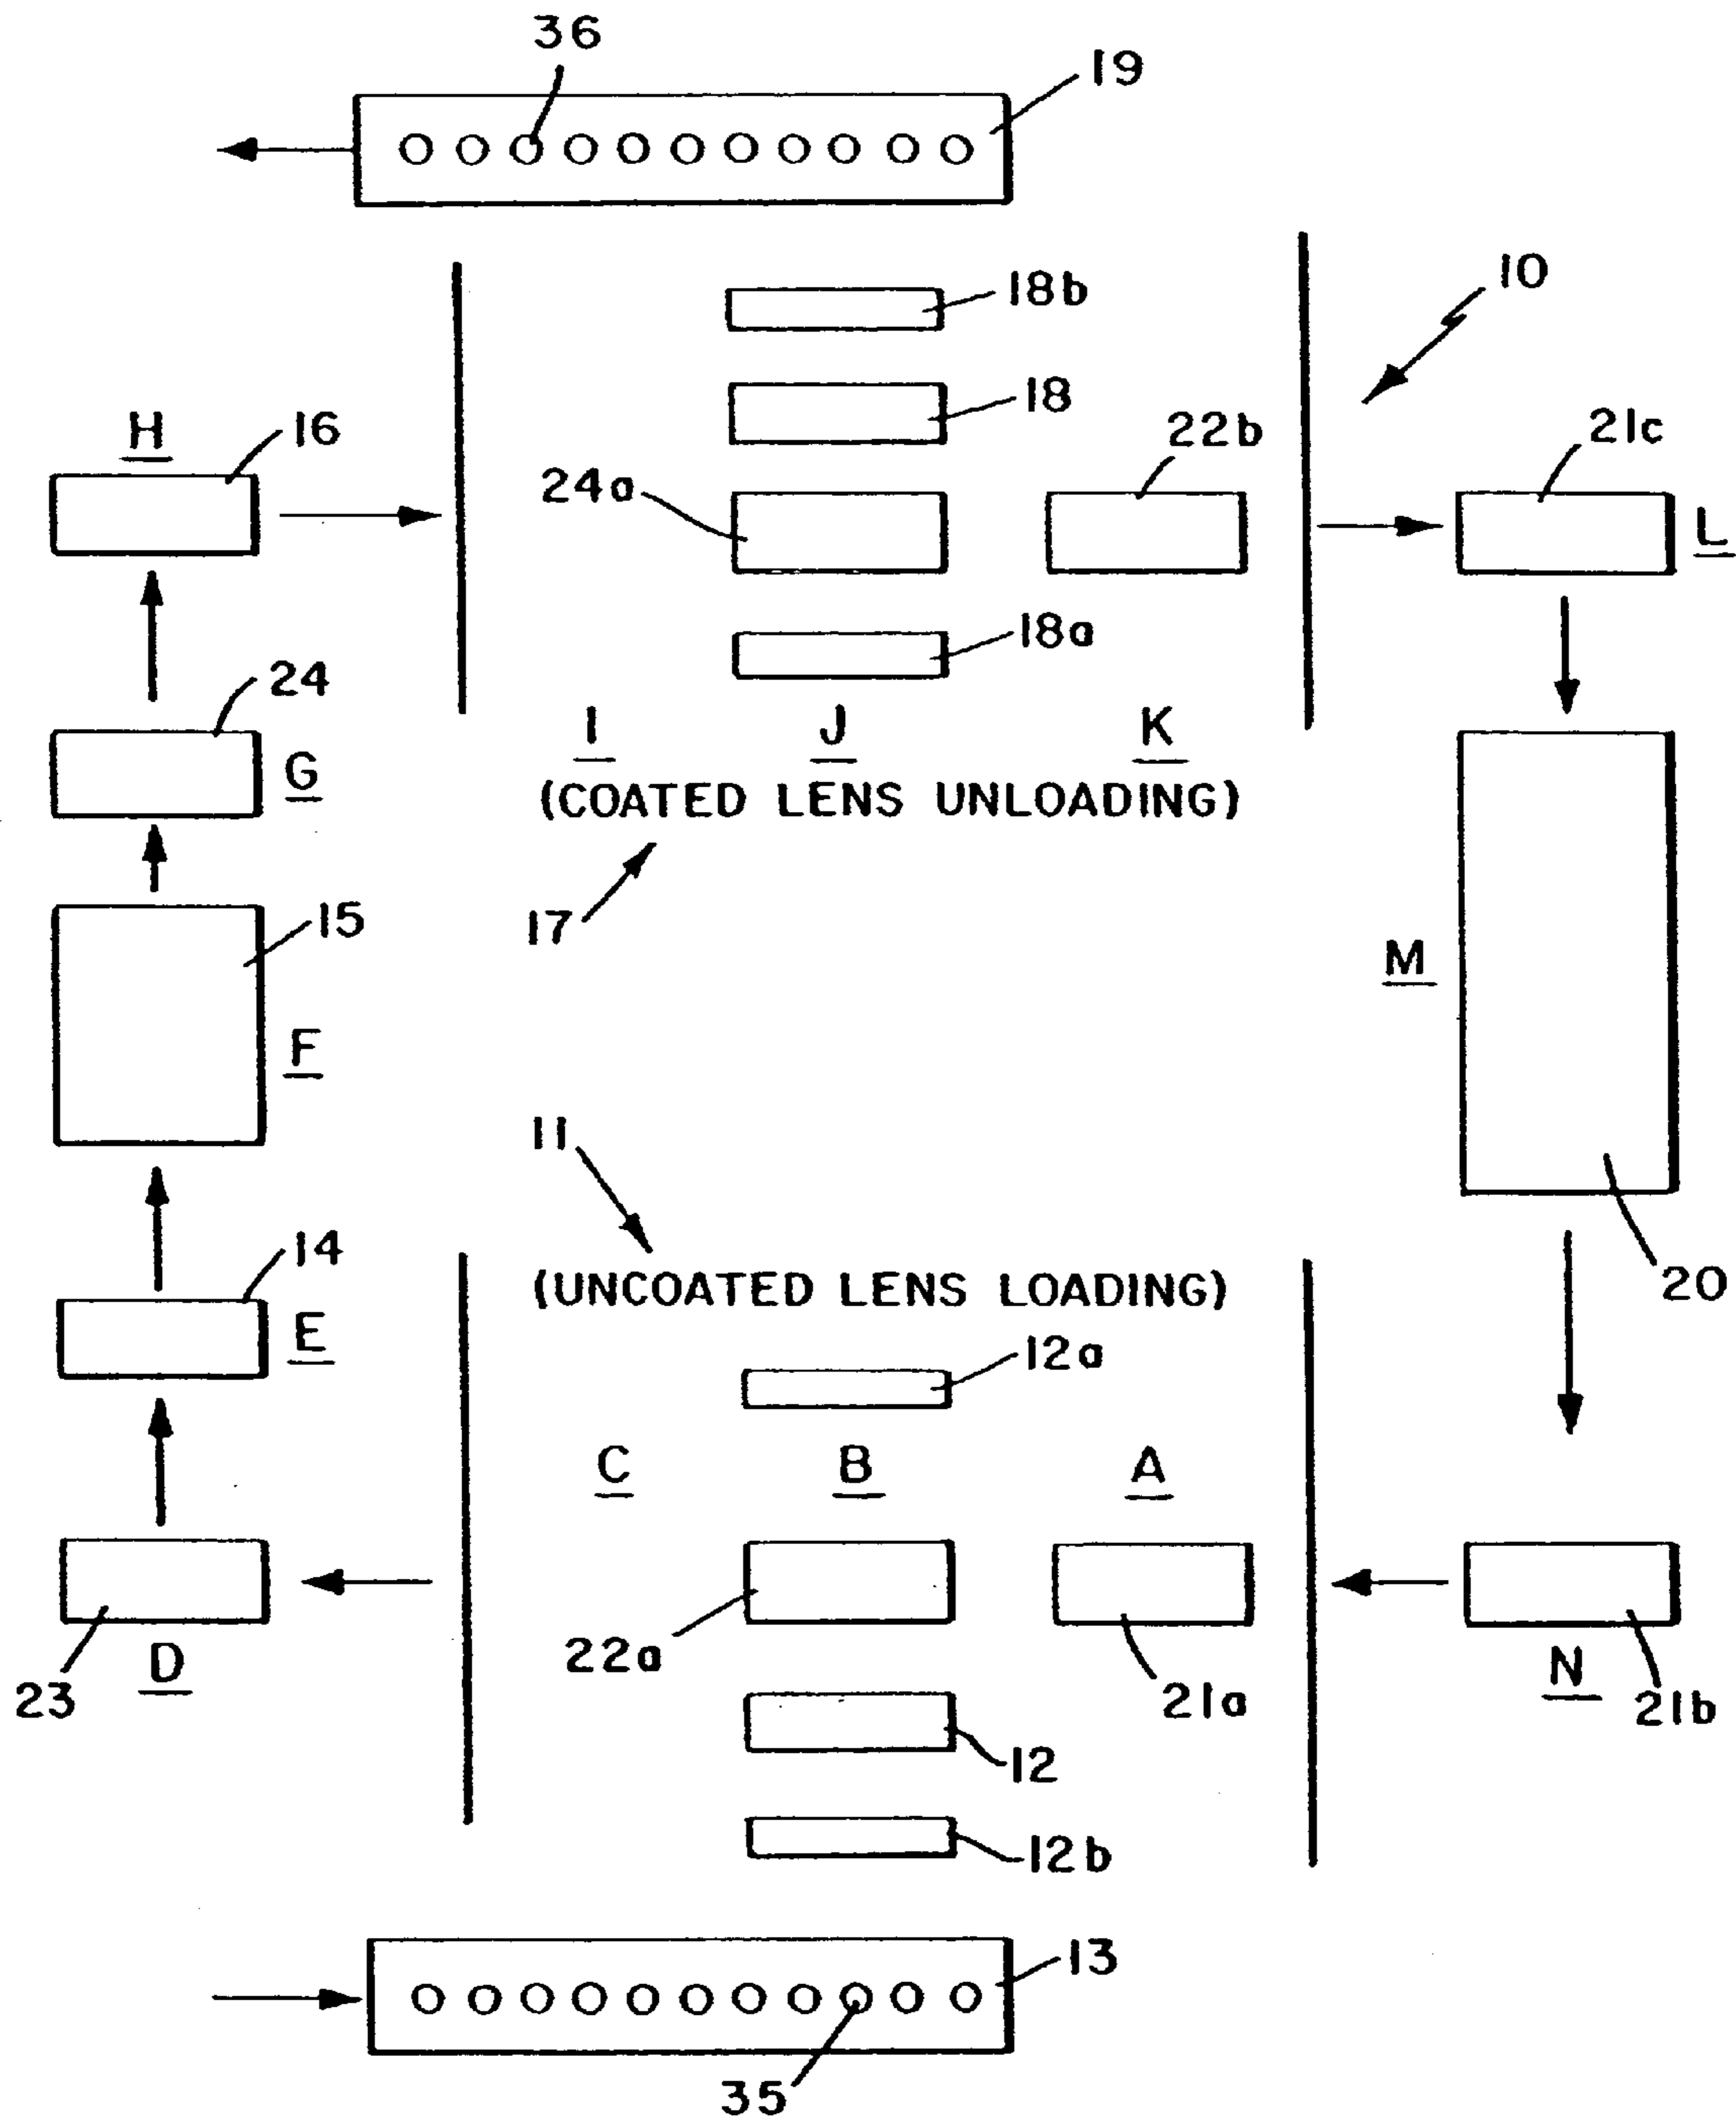 36
19
10
18b
18
H
16
22b
21c
24a
L
18a
24
I
J
K
G
(COATED LENS UNLOADING)
15
17
M
F
11
14
(UNCOATED LENS LOADING)
20
E
12a
C
B
A
22a
D
N
23
21a
21b
12
12b
13
35